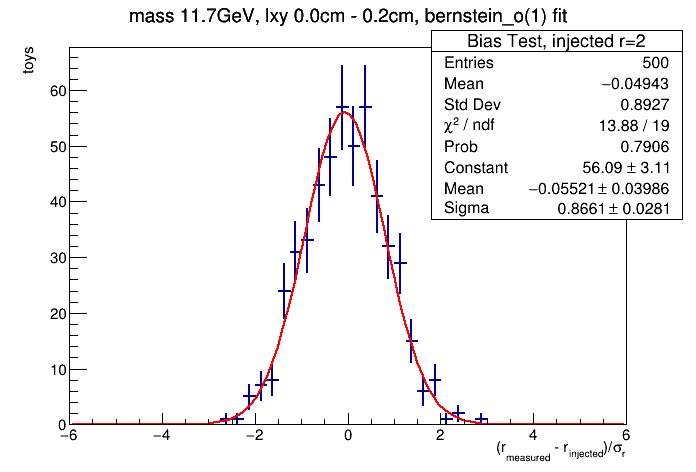 mass 11.7GeV, lxy 0.0cm - 0.2cm, bernstein_o(1) fit
toys
Bias Test, injected r=2
Entries 500
Mean −0.04943
Std Dev 0.8927
χ² / ndf 13.88 / 19
Prob 0.7906
Constant 56.09 ± 3.11
Mean −0.05521 ± 0.03986
Sigma 0.8661 ± 0.0281
60
50
40
30
20
10
0
−6 −4 −2 0 2 4 6
(r_measured - r_injected)/σ_r